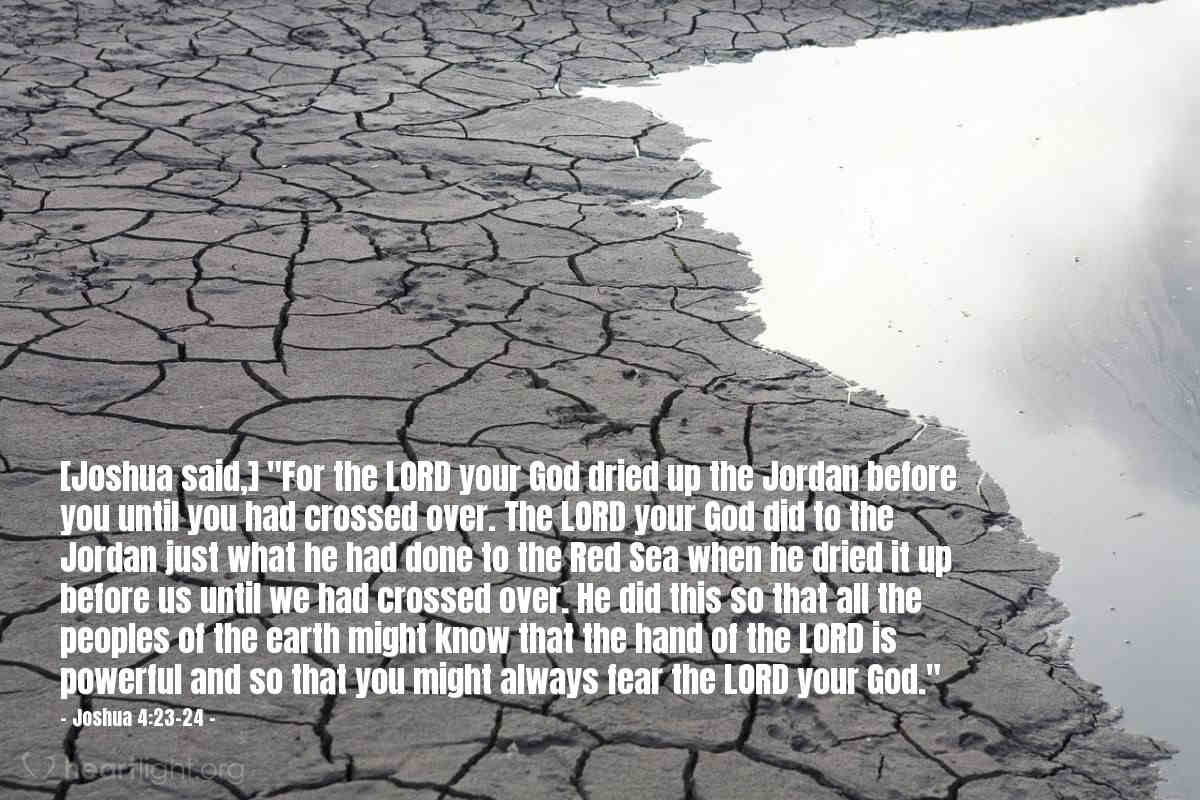 [Joshua said,] "For the LORD your God dried up the Jordan before
you until you had crossed over. The LORD your God did to the
Jordan just what he had done to the Red Sea when he dried it up
before us until we had crossed over. He did this so that all the
peoples of the earth might know that the hand of the LORD is
powerful and so that you might always fear the LORD your God."
- Joshua 4:23-24 -
heartlight.org